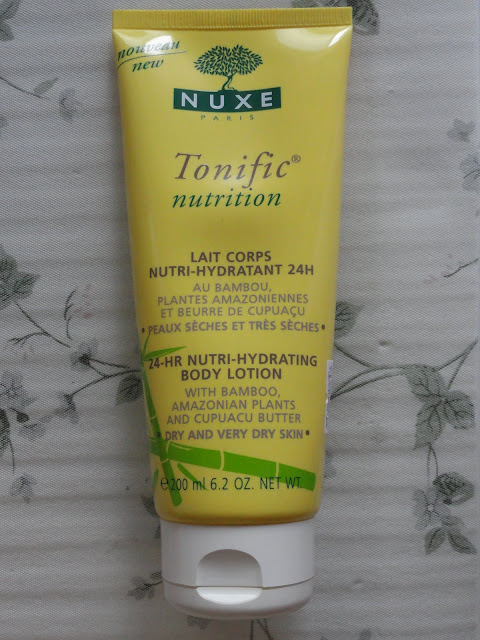 nouveau
new
NUXE
PARIS
Tonific®
nutrition
LAIT CORPS
NUTRI-HYDRATANT 24H
AU BAMBOU,
PLANTES AMAZONIENNES
ET BEURRE DE CUPUAÇU
• PEAUX SÈCHES ET TRÈS SÈCHES •
24-HR NUTRI-HYDRATING
BODY LOTION
WITH BAMBOO,
AMAZONIAN PLANTS
AND CUPUACU BUTTER
• DRY AND VERY DRY SKIN •
℮ 200 ml 6.2 OZ. NET WT.